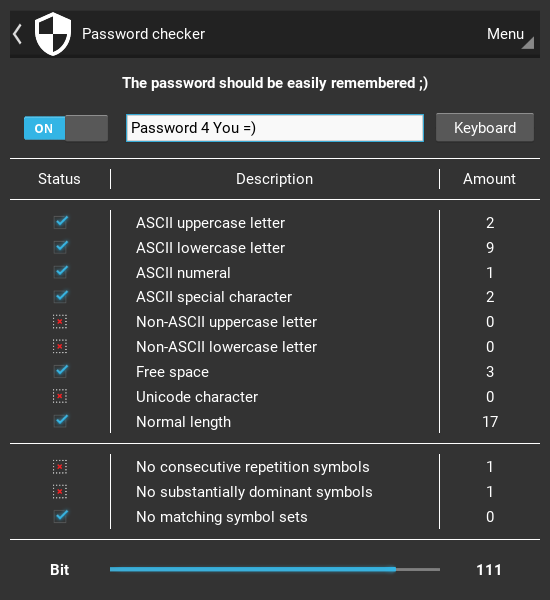 Password checker
Menu
The password should be easily remembered ;)
ON
Password 4 You =)
Keyboard
Status Description Amount
ASCII uppercase letter 2
ASCII lowercase letter 9
ASCII numeral 1
ASCII special character 2
Non-ASCII uppercase letter 0
Non-ASCII lowercase letter 0
Free space 3
Unicode character 0
Normal length 17
No consecutive repetition symbols 1
No substantially dominant symbols 1
No matching symbol sets 0
Bit 111